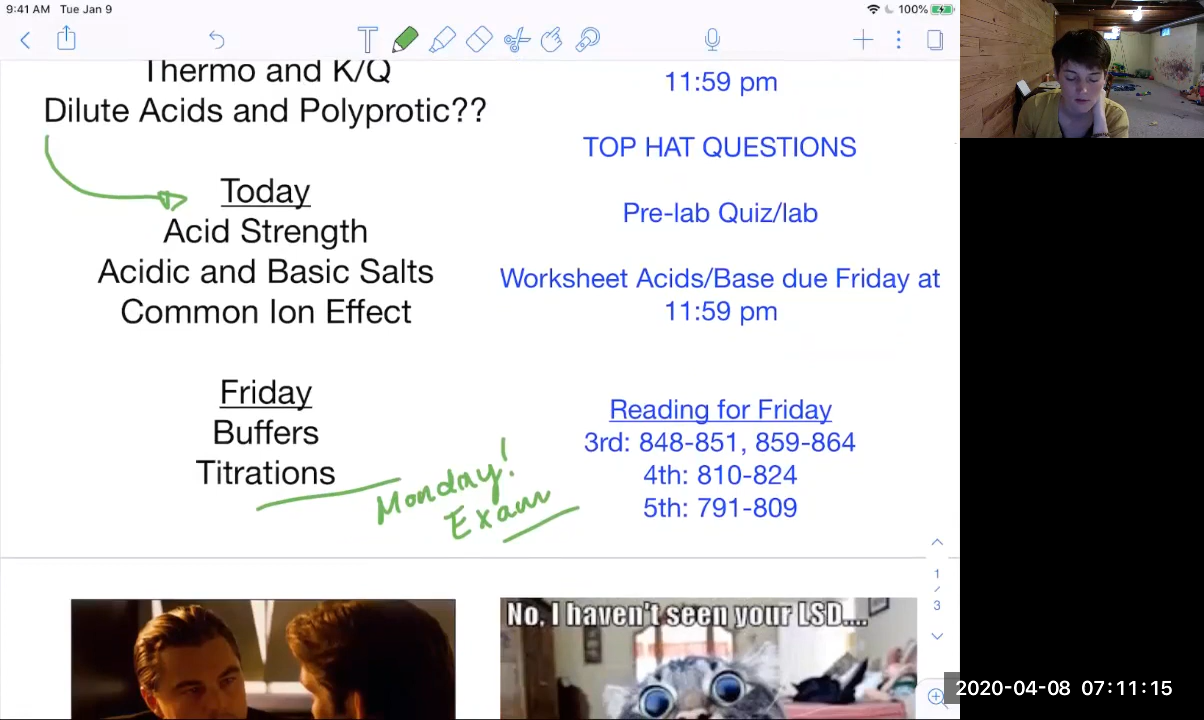 9:41 AM Tue Jan 9
100%
Thermo and K/Q
Dilute Acids and Polyprotic??
Today
Acid Strength
Acidic and Basic Salts
Common Ion Effect
Friday
Buffers
Titrations
Monday!
Exam
11:59 pm
TOP HAT QUESTIONS
Pre-lab Quiz/lab
Worksheet Acids/Base due Friday at
11:59 pm
Reading for Friday
3rd: 848-851, 859-864
4th: 810-824
5th: 791-809
1
/
3
No, I haven't seen your LSD....
2020-04-08 07:11:15